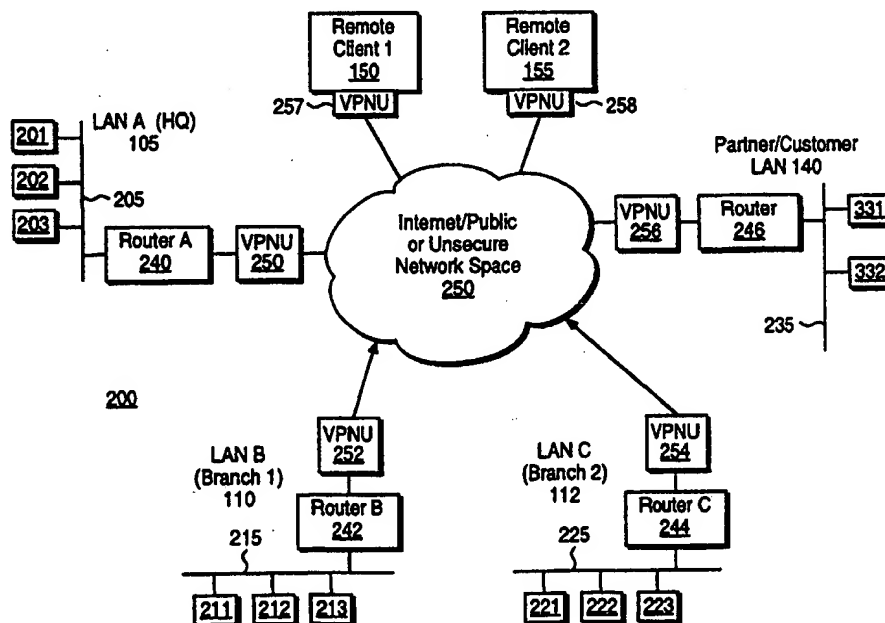 Remote
Client 1
150
Remote
Client 2
155
257
VPNU
VPNU
258
201
LAN A (HQ)
105
202
205
203
Router A
240
VPNU
250
Internet/Public
or Unsecure
Network Space
250
Partner/Customer
LAN 140
VPNU
256
Router
246
331
332
235
200
LAN B
(Branch 1)
110
VPNU
252
Router B
242
215
211
212
213
LAN C
(Branch 2)
112
VPNU
254
Router C
244
225
221
222
223